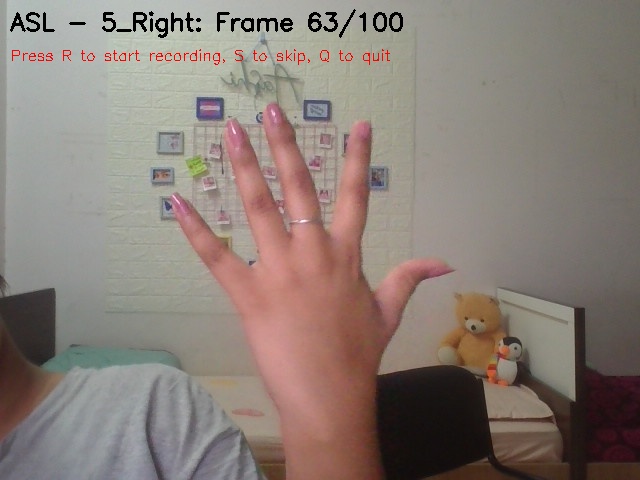 ASL - 5_Right: Frame 63/100
Press R to start recording, S to skip, Q to quit